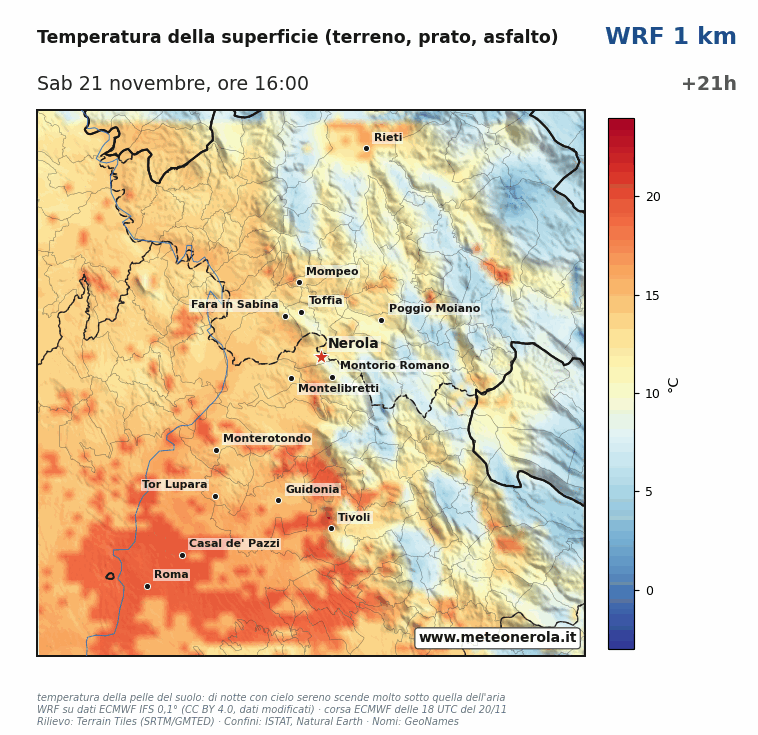 Temperatura della superficie (terreno, prato, asfalto)
WRF 1 km
Sab 21 novembre, ore 16:00
+21h
Rieti
Mompeo
Fara in Sabina
Toffia
Poggio Moiano
Nerola
Montorio Romano
Montelibretti
Monterotondo
Tor Lupara
Guidonia
Tivoli
Casal de' Pazzi
Roma
20
15
10
5
0
°C
www.meteonerola.it
temperatura della pelle del suolo: di notte con cielo sereno scende molto sotto quella dell'aria
WRF su dati ECMWF IFS 0,1° (CC BY 4.0, dati modificati) · corsa ECMWF delle 18 UTC del 20/11
Rilievo: Terrain Tiles (SRTM/GMTED) · Confini: ISTAT, Natural Earth · Nomi: GeoNames